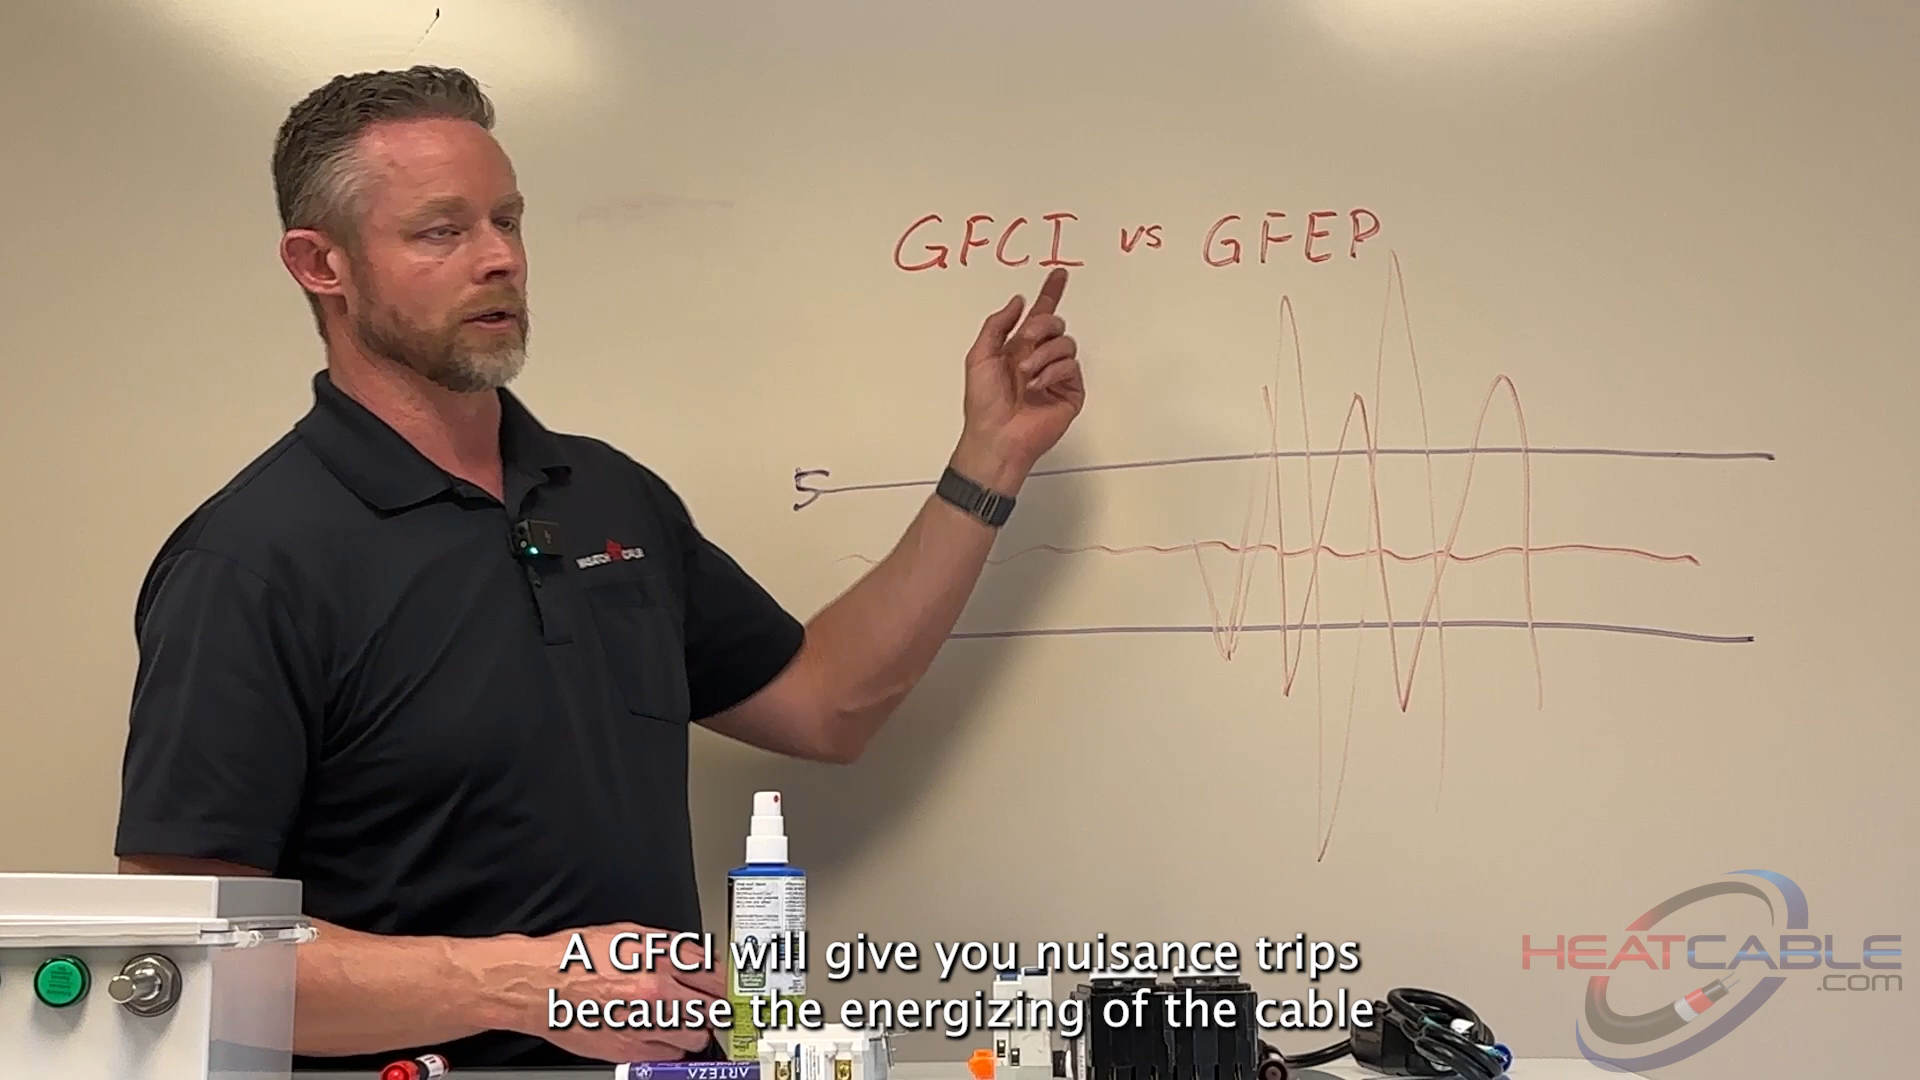 GFCI vs GFEP
5
A GFCI will give you nuisance trips
because the energizing of the cable
HEATCABLE
.com
ARTEZA